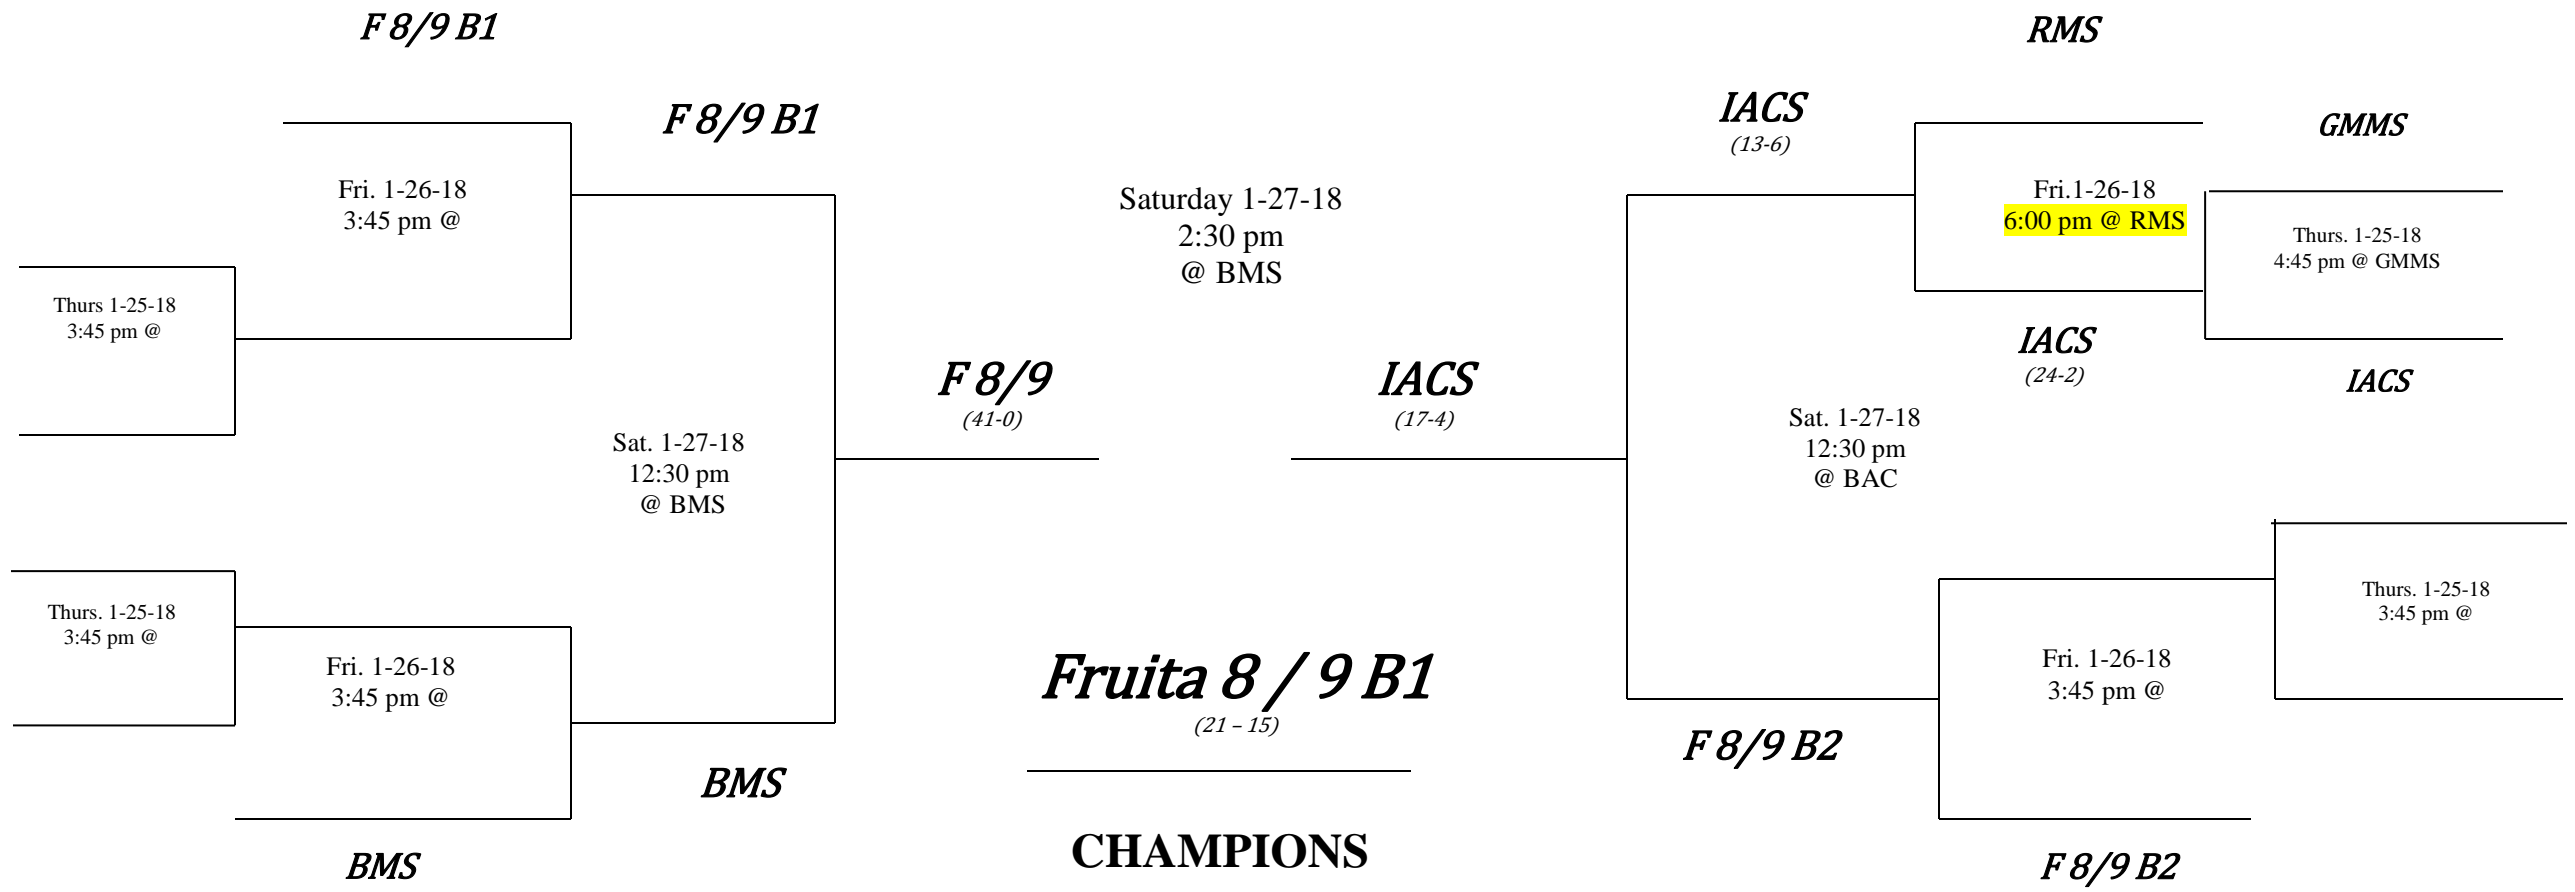 F 8/9 B1
RMS
F 8/9 B1
IACS
(13-6)
GMMS
Fri. 1-26-18
3:45 pm @
Saturday 1-27-18
2:30 pm
@ BMS
Fri.1-26-18
6:00 pm @ RMS
Thurs. 1-25-18
4:45 pm @ GMMS
Thurs 1-25-18
3:45 pm @
IACS
(24-2)
IACS
F 8/9
(41-0)
IACS
(17-4)
Sat. 1-27-18
12:30 pm
@ BMS
Sat. 1-27-18
12:30 pm
@ BAC
Thurs. 1-25-18
3:45 pm @
Thurs. 1-25-18
3:45 pm @
Fri. 1-26-18
3:45 pm @
Fruita 8 / 9 B1
(21 – 15)
Fri. 1-26-18
3:45 pm @
BMS
F 8/9 B2
CHAMPIONS
BMS
F 8/9 B2